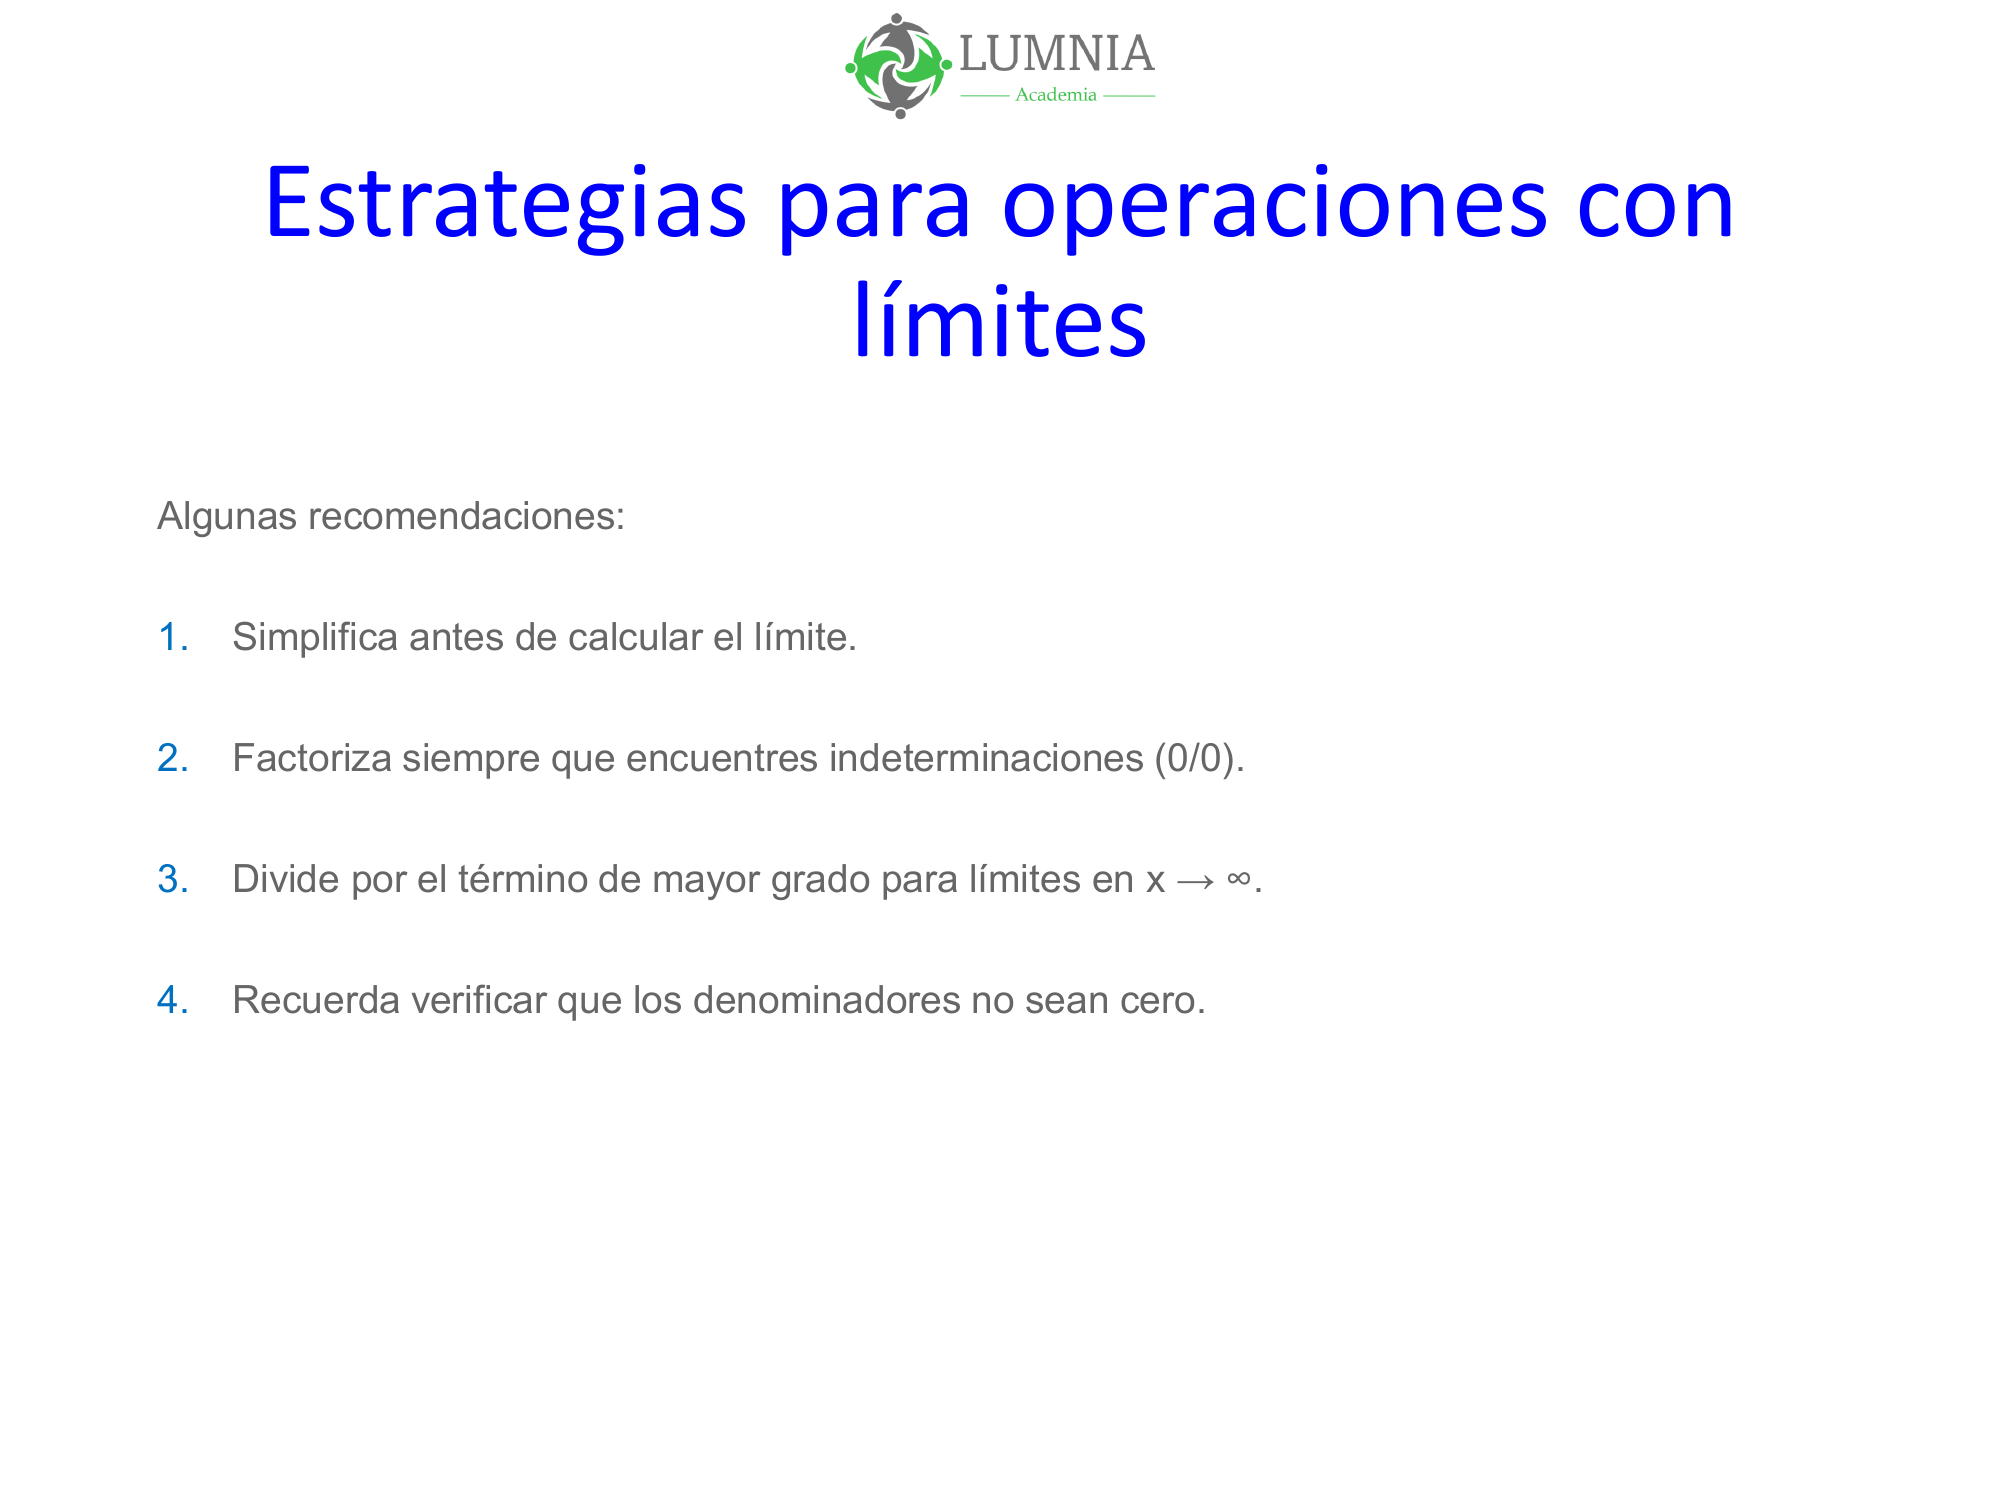 LUMNIA
Academia
Estrategias para operaciones con
límites
Algunas recomendaciones:
1. Simplifica antes de calcular el límite.
2. Factoriza siempre que encuentres indeterminaciones (0/0).
3. Divide por el término de mayor grado para límites en x → ∞.
4. Recuerda verificar que los denominadores no sean cero.